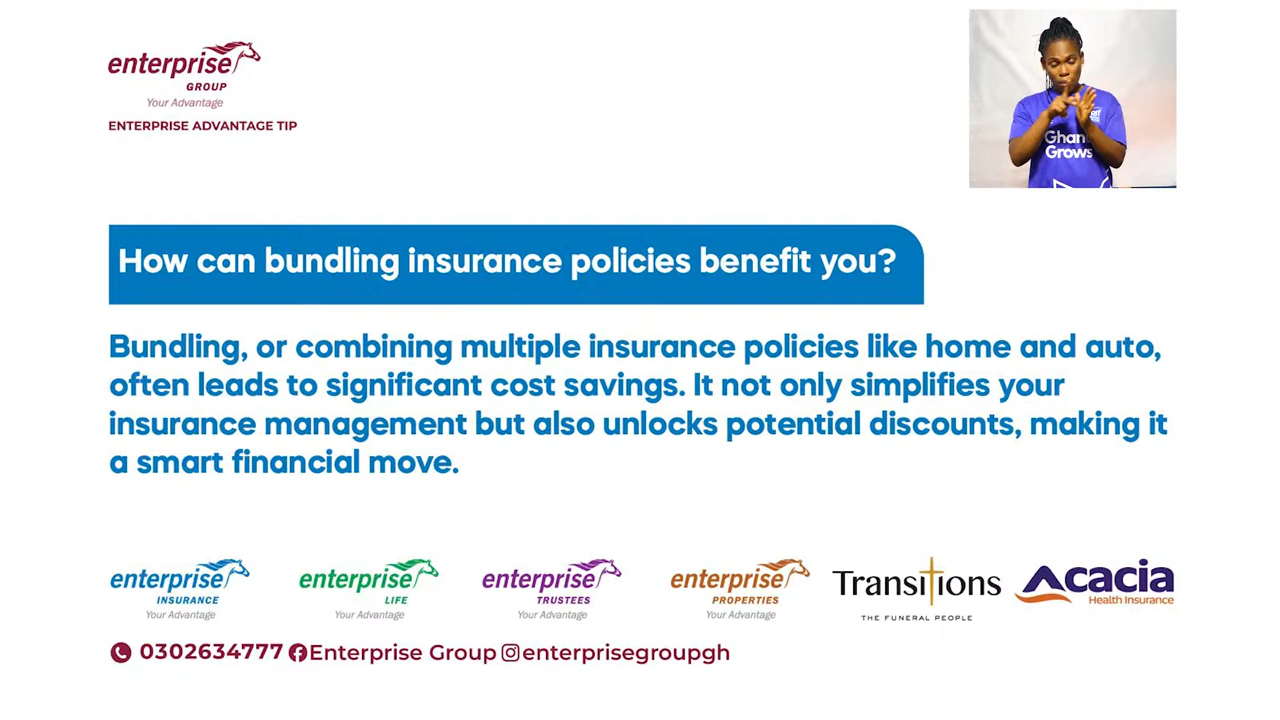 enterprise
GROUP
Your Advantage
ENTERPRISE ADVANTAGE TIP
Ghana
Grows
How can bundling insurance policies benefit you?
Bundling, or combining multiple insurance policies like home and auto,
often leads to significant cost savings. It not only simplifies your
insurance management but also unlocks potential discounts, making it
a smart financial move.
enterprise
INSURANCE
Your Advantage
enterprise
LIFE
Your Advantage
enterprise
TRUSTEES
Your Advantage
enterprise
PROPERTIES
Your Advantage
Transitions
THE FUNERAL PEOPLE
Acacia
Health Insurance
0302634777 Enterprise Group enterprisegroupgh